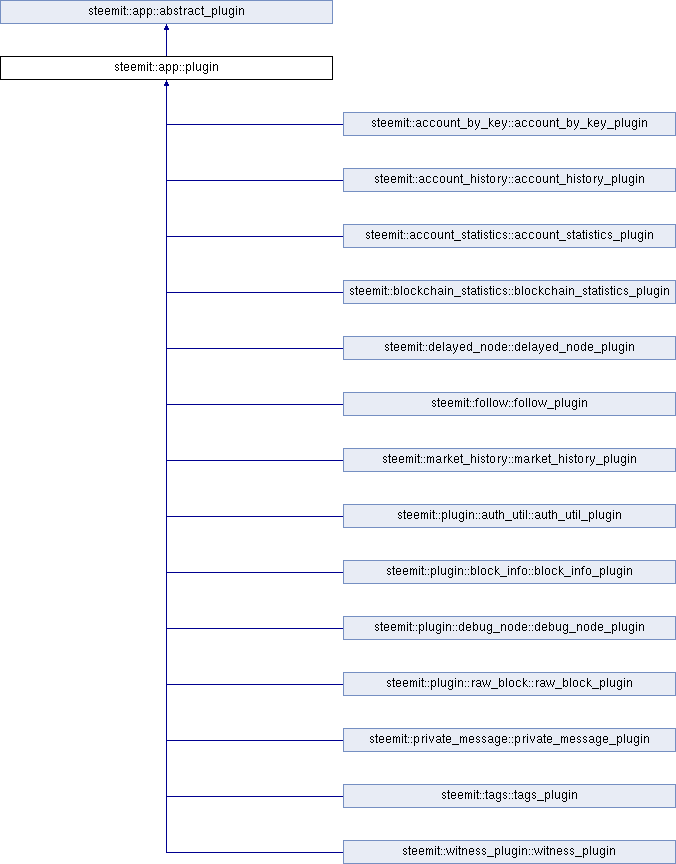 steemit::app::abstract_plugin
steemit::app::plugin
steemit::account_by_key::account_by_key_plugin
steemit::account_history::account_history_plugin
steemit::account_statistics::account_statistics_plugin
steemit::blockchain_statistics::blockchain_statistics_plugin
steemit::delayed_node::delayed_node_plugin
steemit::follow::follow_plugin
steemit::market_history::market_history_plugin
steemit::plugin::auth_util::auth_util_plugin
steemit::plugin::block_info::block_info_plugin
steemit::plugin::debug_node::debug_node_plugin
steemit::plugin::raw_block::raw_block_plugin
steemit::private_message::private_message_plugin
steemit::tags::tags_plugin
steemit::witness_plugin::witness_plugin